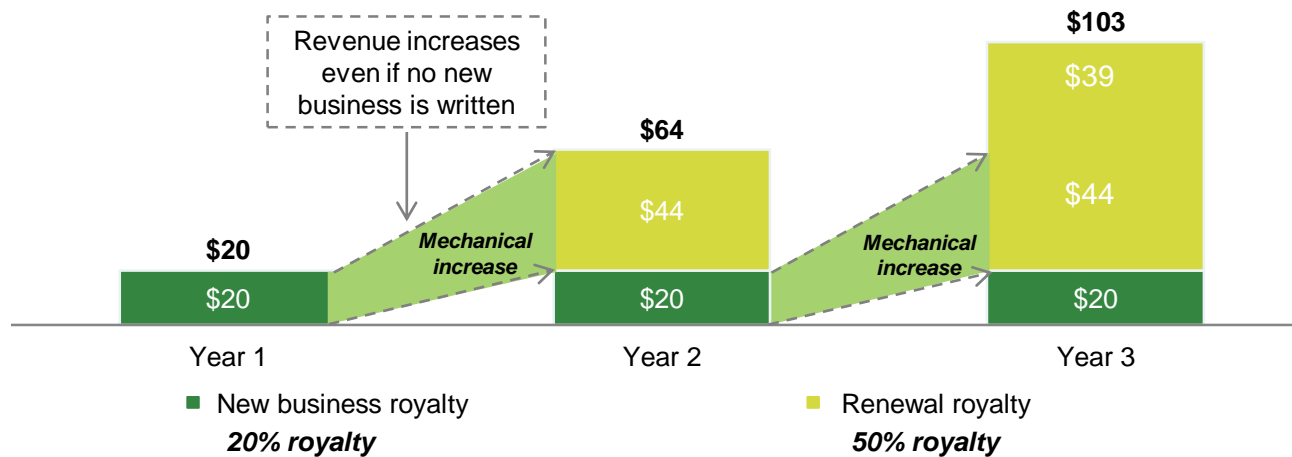 $103
Revenue increases
even if no new
business is written
$39
$64
$44
$44
$20
Mechanical
increase
Mechanical
increase
$20
$20
$20
Year 1
Year 2
Year 3
New business royalty
20% royalty
Renewal royalty
50% royalty